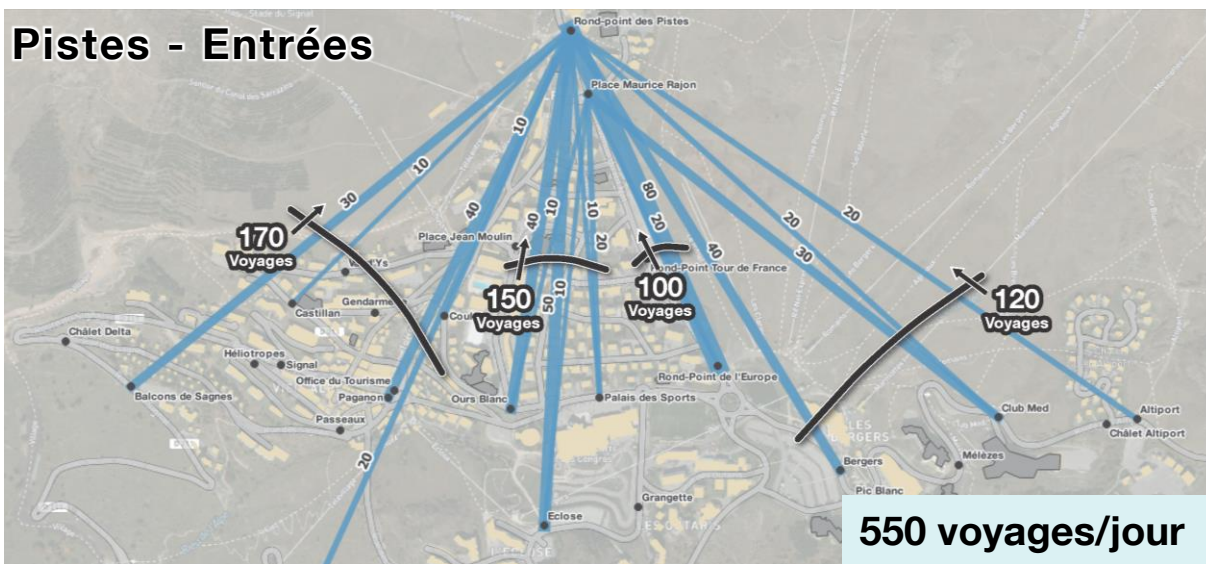 Pistes - Entrées
Rond-point des Pistes
Place Maurice Rajon
10
10
30
40
40
10
10
20
80
20
40
20
20
30
170
Voyages
Place Jean Moulin
150
Voyages
50
10
100
Voyages
Rond-Point Tour de France
120
Voyages
Castillan
Gendarmerie
Châlet Delta
Héliotropes
Signal
Office du Tourisme
Balcons de Sagnes
Paganon
Passeaux
20
Ours Blanc
Palais des Sports
Rond-Point de l'Europe
Club Med
Altiport
Châlet Altiport
Bergers
Mélèzes
Pic Blanc
Grangette
Eclose
550 voyages/jour